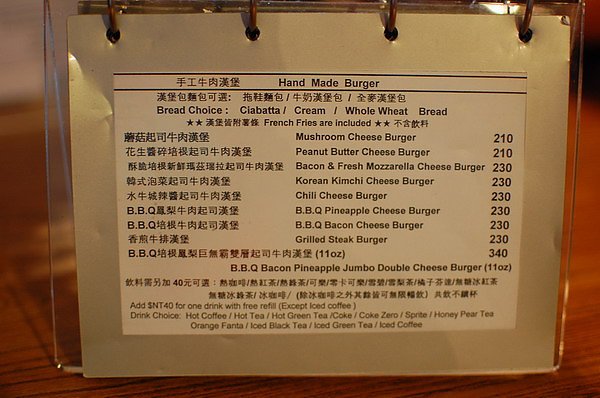 手工牛肉漢堡 Hand Made Burger
漢堡包麵包可選: 拖鞋麵包 / 牛奶漢堡包 / 全麥漢堡包
Bread Choice : Ciabatta / Cream / Whole Wheat Bread
★★ 漢堡皆附薯條 French Fries are included ★★ 不含飲料
蘑菇起司牛肉漢堡 Mushroom Cheese Burger 210
花生醬碎培根起司牛肉漢堡 Peanut Butter Cheese Burger 210
酥脆培根新鮮瑪茲瑞拉起司牛肉漢堡 Bacon & Fresh Mozzarella Cheese Burger 230
韓式泡菜起司牛肉漢堡 Korean Kimchi Cheese Burger 230
水牛城辣醬起司牛肉漢堡 Chili Cheese Burger 230
B.B.Q鳳梨牛肉起司漢堡 B.B.Q Pineapple Cheese Burger 230
B.B.Q培根牛肉起司漢堡 B.B.Q Bacon Cheese Burger 230
香煎牛排漢堡 Grilled Steak Burger 230
B.B.Q培根鳳梨巨無霸雙層起司牛肉漢堡 (11oz) 340
B.B.Q Bacon Pineapple Jumbo Double Cheese Burger (11oz)
飲料需另加 40元可選: 熱咖啡/熱紅茶/熱綠茶/可樂/零卡可樂/雪碧/雪梨茶/橘子芬達/無糖冰紅茶
無糖冰綠茶/ 冰咖啡/ (除冰咖啡之外其餘皆可無限暢飲) 共飲不續杯
Add $NT40 for one drink with free refill (Except Iced coffee )
Drink Choice: Hot Coffee / Hot Tea / Hot Green Tea /Coke / Coke Zero / Sprite / Honey Pear Tea
Orange Fanta / Iced Black Tea / Iced Green Tea / Iced Coffee